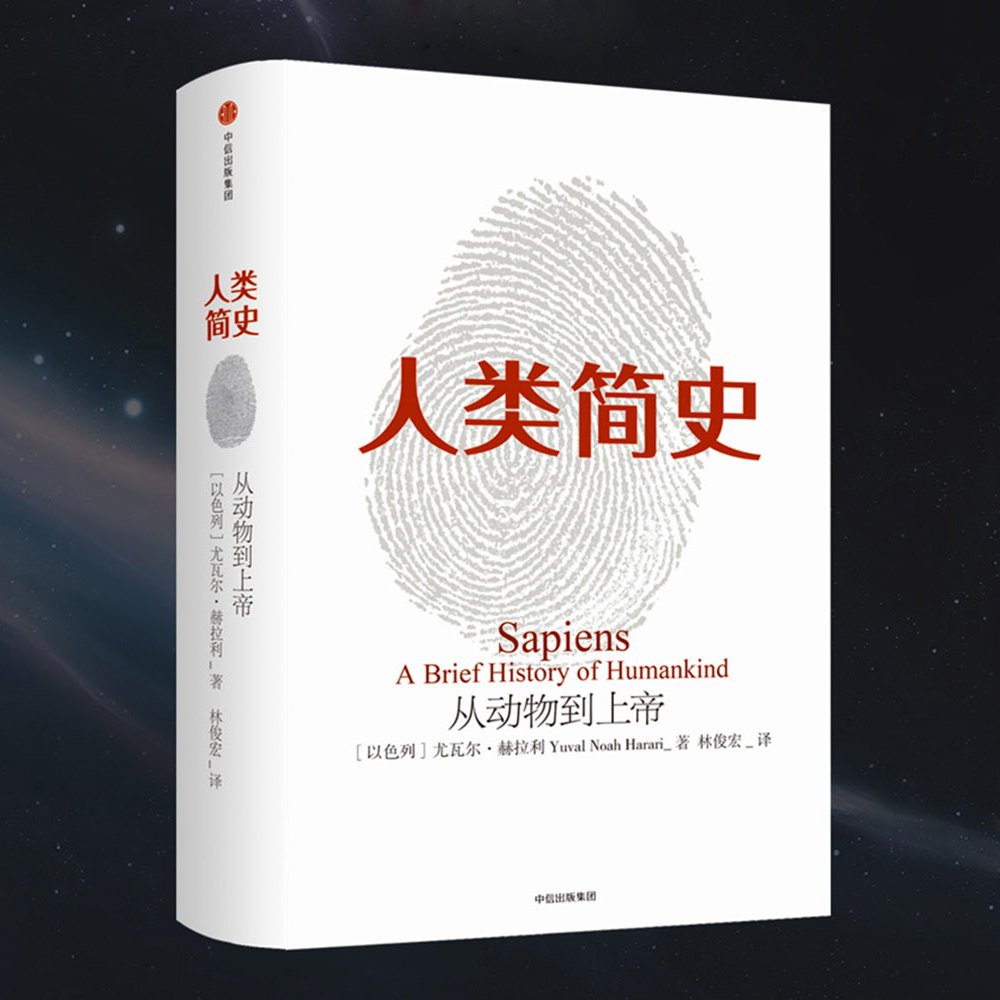 中信出版集团
人类
简史
从动物到上帝
[以色列]尤瓦尔·赫拉利_著 林俊宏_译
人类简史
Sapiens
A Brief History of Humankind
从动物到上帝
[以色列]尤瓦尔·赫拉利 Yuval Noah Harari_著 林俊宏_译
中信出版集团